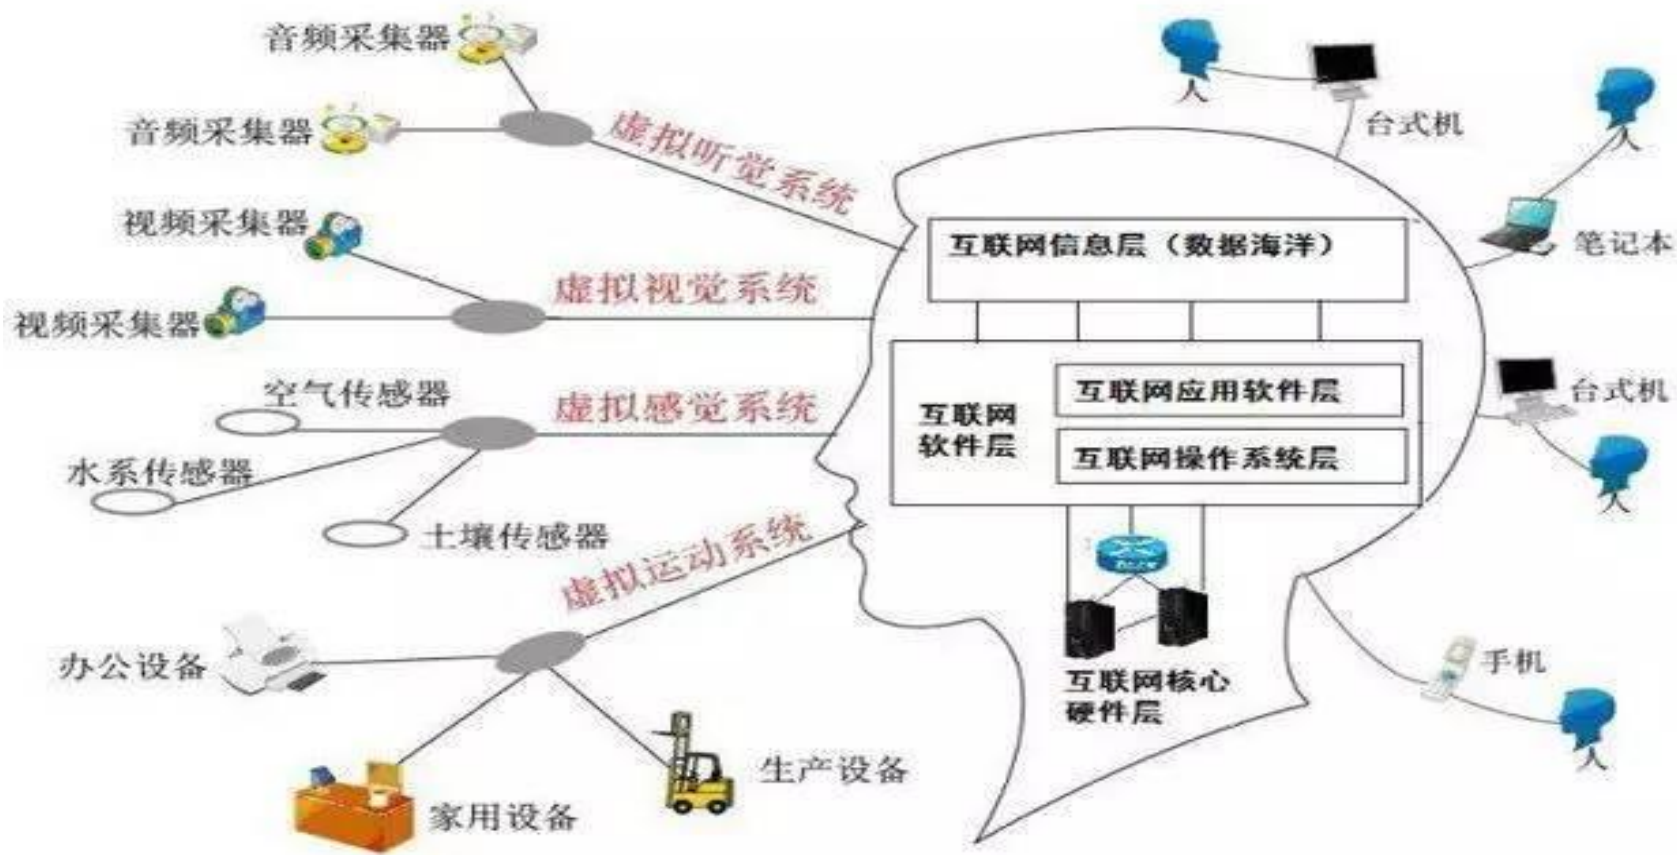 音频采集器
音频采集器
虚拟听觉系统
视频采集器
视频采集器
虚拟视觉系统
空气传感器
水系传感器
土壤传感器
虚拟感觉系统
虚拟运动系统
办公设备
家用设备
生产设备
互联网信息层（数据海洋）
互联网
软件层
互联网应用软件层
互联网操作系统层
互联网核心
硬件层
人
台式机
人
笔记本
台式机
人
手机
人